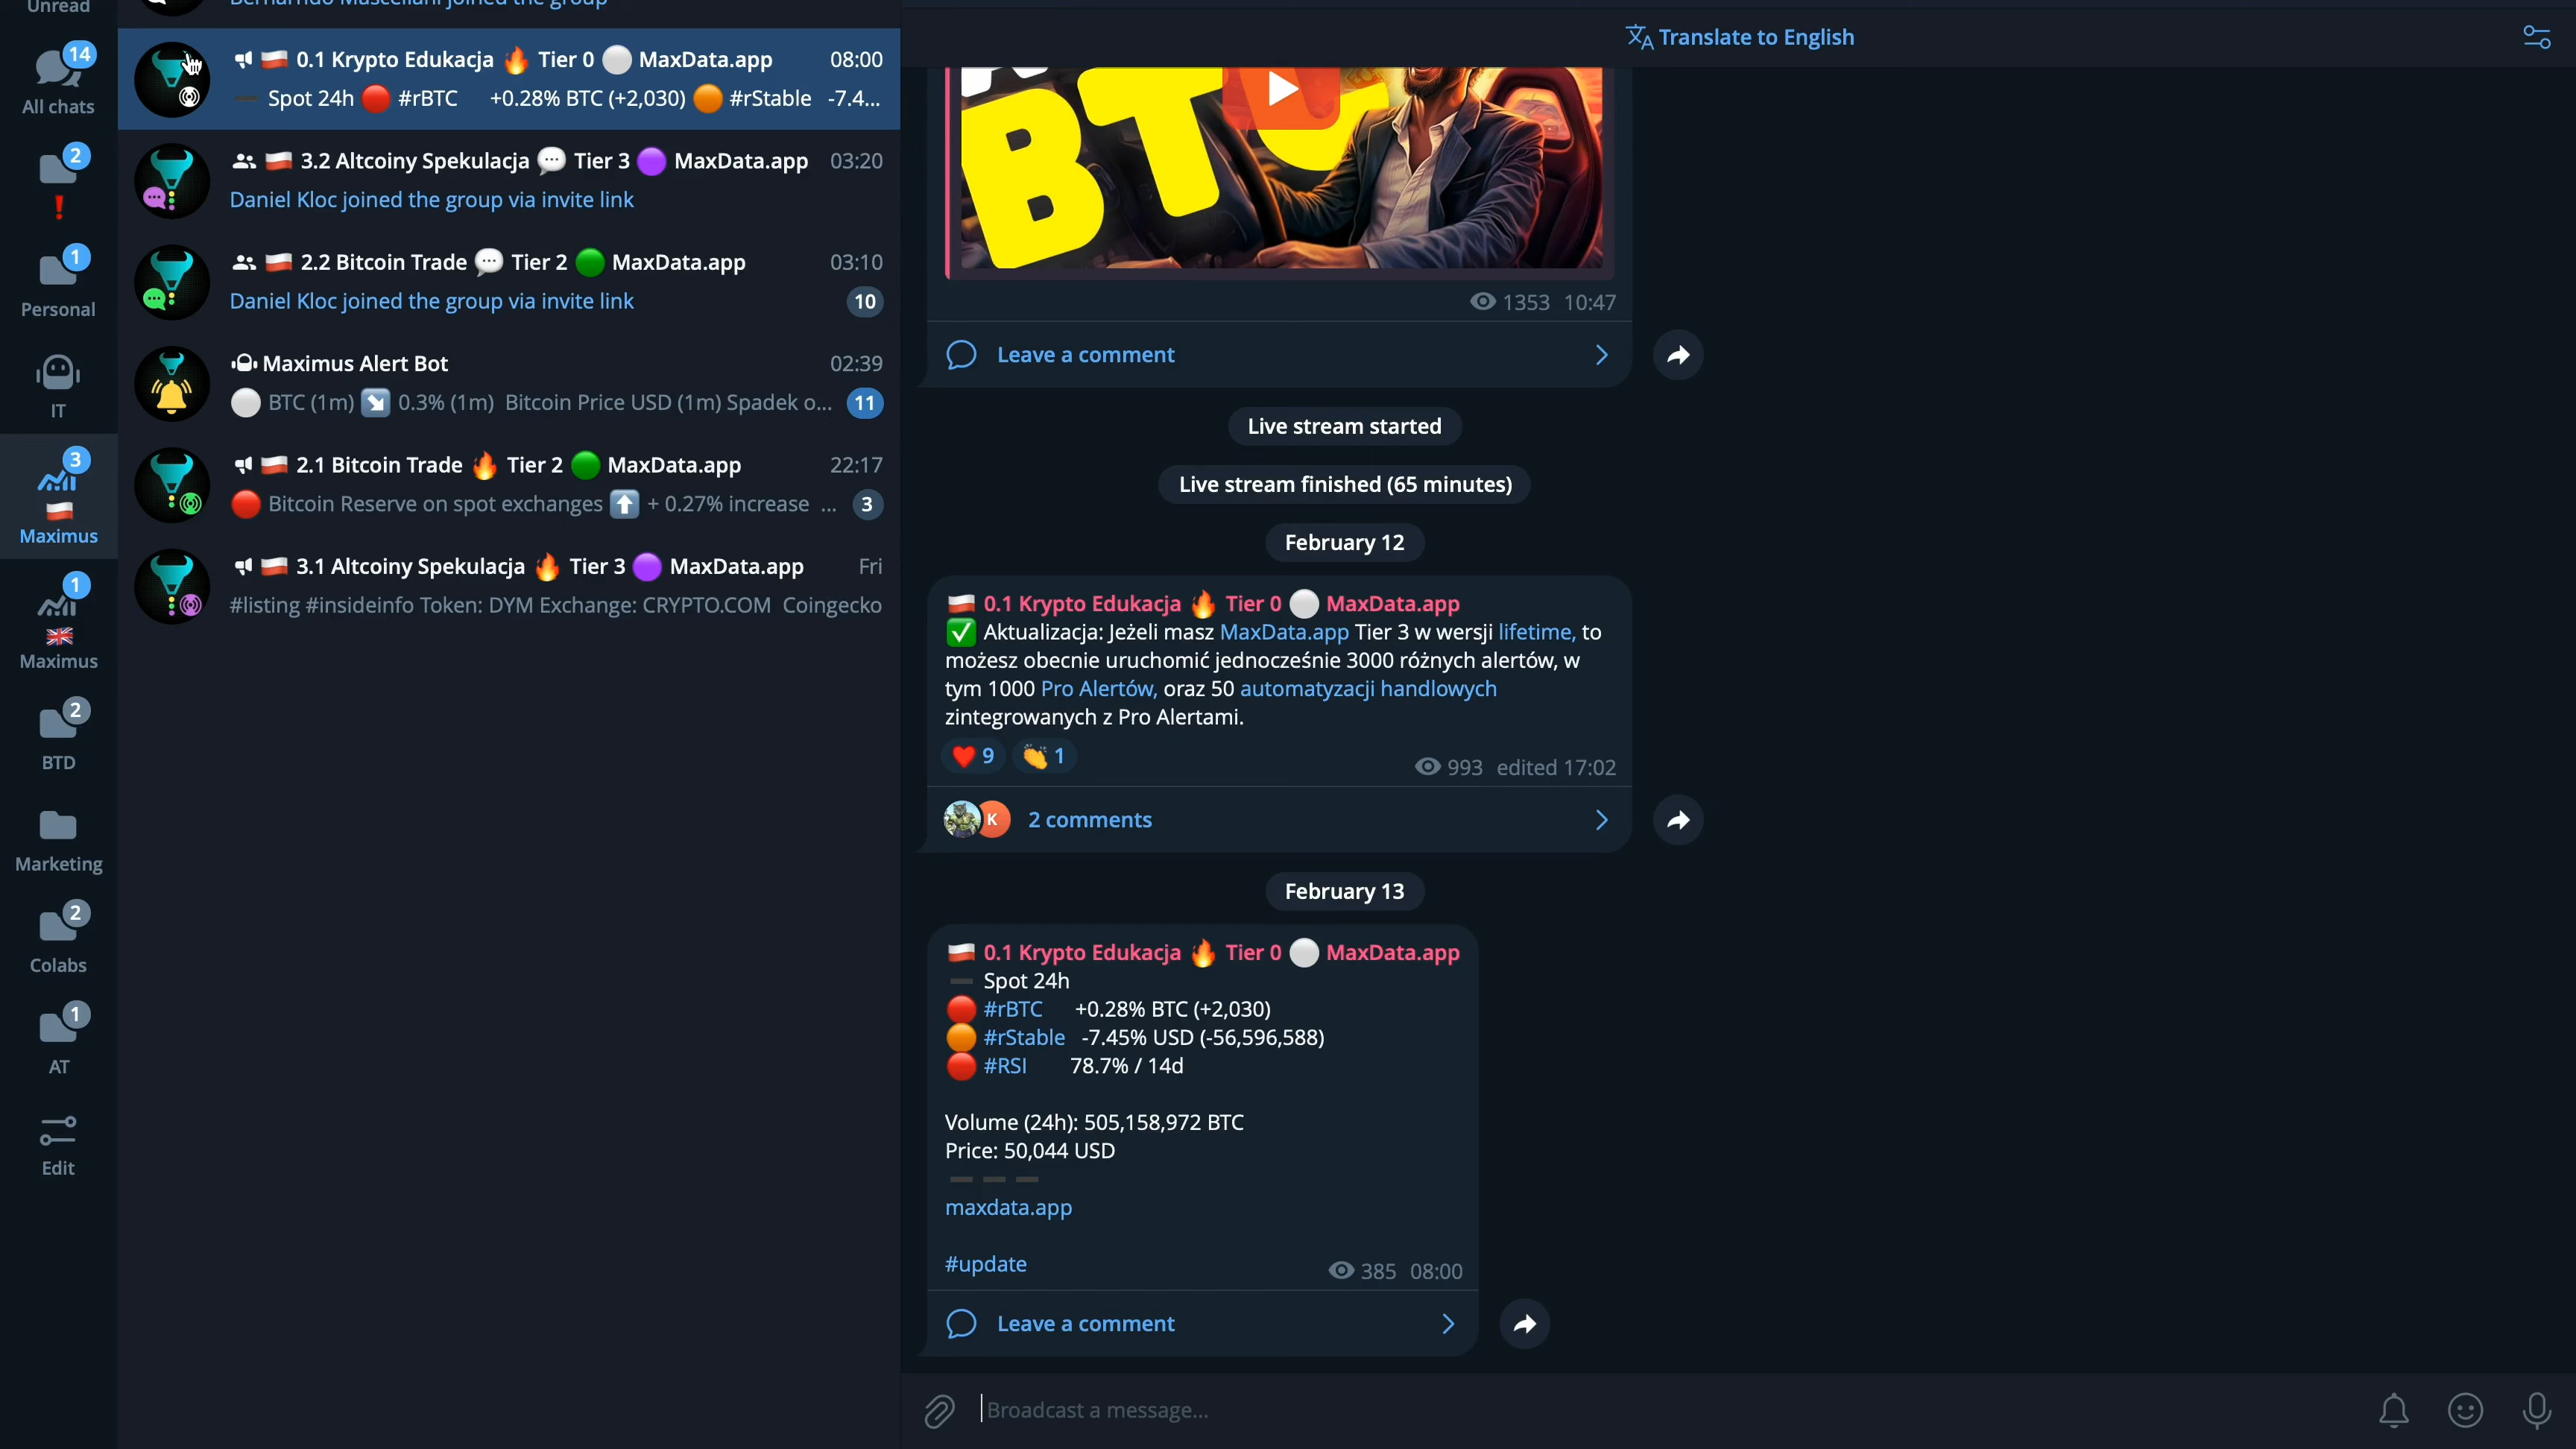 Unread
14
All chats
2
Personal
1
IT
3
Maximus
1
Maximus
2
BTD
Marketing
2
Colabs
1
AT
Edit
joined the group
0.1 Krypto Edukacja 🔥 Tier 0 ⚪ MaxData.app 08:00
➖ Spot 24h 🔴 #rBTC +0.28% BTC (+2,030) 🟠 #rStable -7.4...
3.2 Altcoiny Spekulacja 💬 Tier 3 🟣 MaxData.app 03:20
Daniel Kloc joined the group via invite link
2.2 Bitcoin Trade 💬 Tier 2 🟢 MaxData.app 03:10
Daniel Kloc joined the group via invite link 10
Maximus Alert Bot 02:39
⚪ BTC (1m) ↘️ 0.3% (1m) Bitcoin Price USD (1m) Spadek o... 11
2.1 Bitcoin Trade 🔥 Tier 2 🟢 MaxData.app 22:17
🔴 Bitcoin Reserve on spot exchanges ⬆️ + 0.27% increase ... 3
3.1 Altcoiny Spekulacja 🔥 Tier 3 🟣 MaxData.app Fri
#listing #insideinfo Token: DYM Exchange: CRYPTO.COM Coingecko
Translate to English
BTC
1353 10:47
Leave a comment
Live stream started
Live stream finished (65 minutes)
February 12
0.1 Krypto Edukacja 🔥 Tier 0 ⚪ MaxData.app
✅ Aktualizacja: Jeżeli masz MaxData.app Tier 3 w wersji lifetime, to
możesz obecnie uruchomić jednocześnie 3000 różnych alertów, w
tym 1000 Pro Alertów, oraz 50 automatyzacji handlowych
zintegrowanych z Pro Alertami.
❤️ 9 👏 1
993 edited 17:02
K 2 comments
February 13
0.1 Krypto Edukacja 🔥 Tier 0 ⚪ MaxData.app
➖ Spot 24h
🔴 #rBTC +0.28% BTC (+2,030)
🟠 #rStable -7.45% USD (-56,596,588)
🔴 #RSI 78.7% / 14d
Volume (24h): 505,158,972 BTC
Price: 50,044 USD
➖ ➖ ➖
maxdata.app
#update
385 08:00
Leave a comment
Broadcast a message...